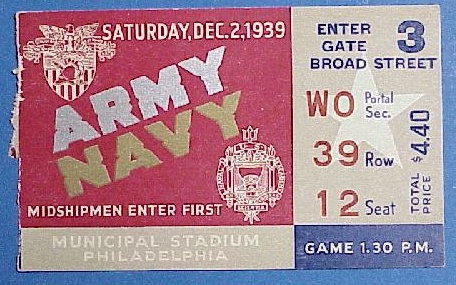 SATURDAY, DEC. 2, 1939
ARMY
NAVY
MIDSHIPMEN ENTER FIRST
MUNICIPAL STADIUM
PHILADELPHIA
ENTER
GATE 3
BROAD STREET
WO Portal Sec.
39 Row
12 Seat
TOTAL PRICE $4.40
GAME 1.30 P.M.